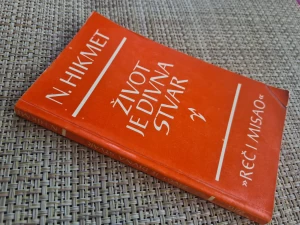 N. HIKMET
ŽIVOT
JE DIVNA
STVAR
»REČ I MISAO«